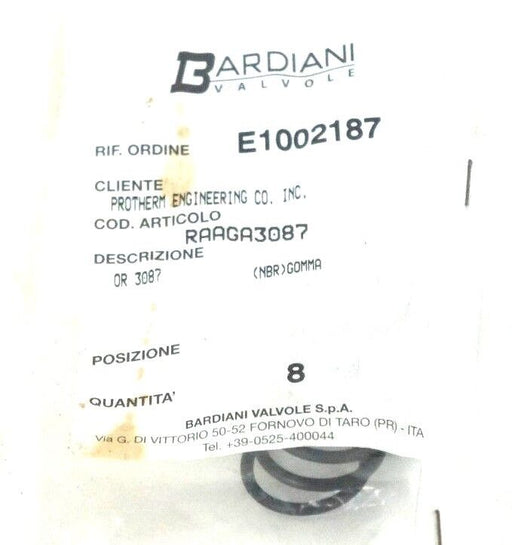 BARDIANI
VALVOLE
RIF. ORDINE E1002187
CLIENTE
PROTHERM ENGINEERING CO. INC.
COD. ARTICOLO
RAAGA3087
DESCRIZIONE
OR 3087 (NBR)GOMMA
POSIZIONE
8
QUANTITA'
BARDIANI VALVOLE S.p.A.
Via G. DI VITTORIO 50-52 FORNOVO DI TARO (PR) - ITA
Tel. +39-0525-400044